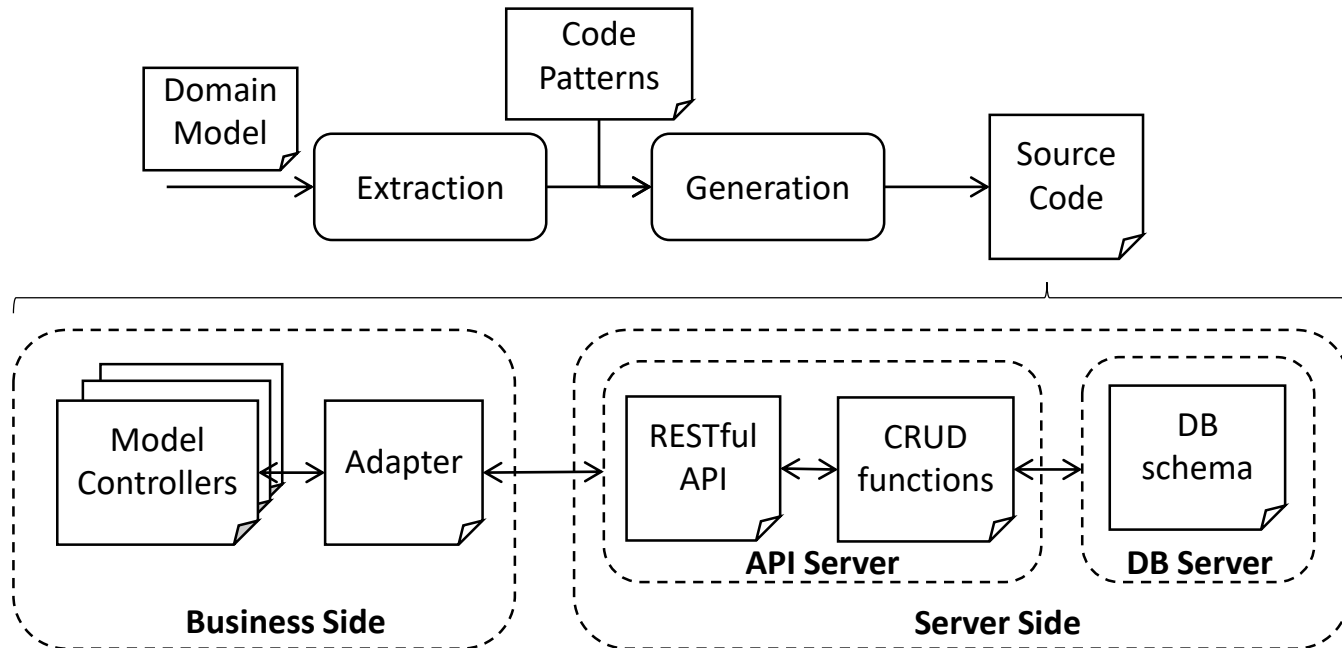 Code
Patterns
Domain
Model
Extraction
Generation
Source
Code
Model
Controllers
Adapter
RESTful
API
CRUD
functions
DB
schema
API Server
DB Server
Business Side
Server Side